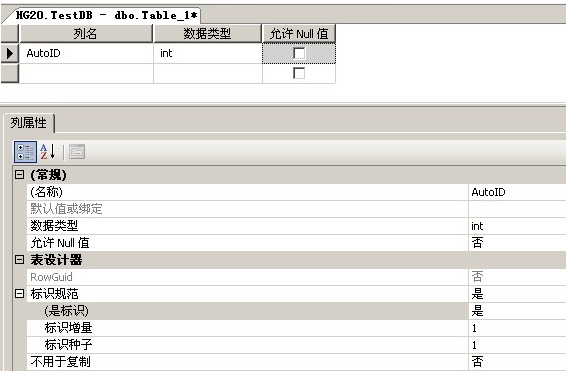 HG20.TestDB - dbo.Table_1*
列名 数据类型 允许 Null 值
AutoID int
列属性
(常规)
(名称) AutoID
默认值或绑定
数据类型 int
允许 Null 值 否
表设计器
RowGuid 否
标识规范 是
(是标识) 是
标识增量 1
标识种子 1
不用于复制 否